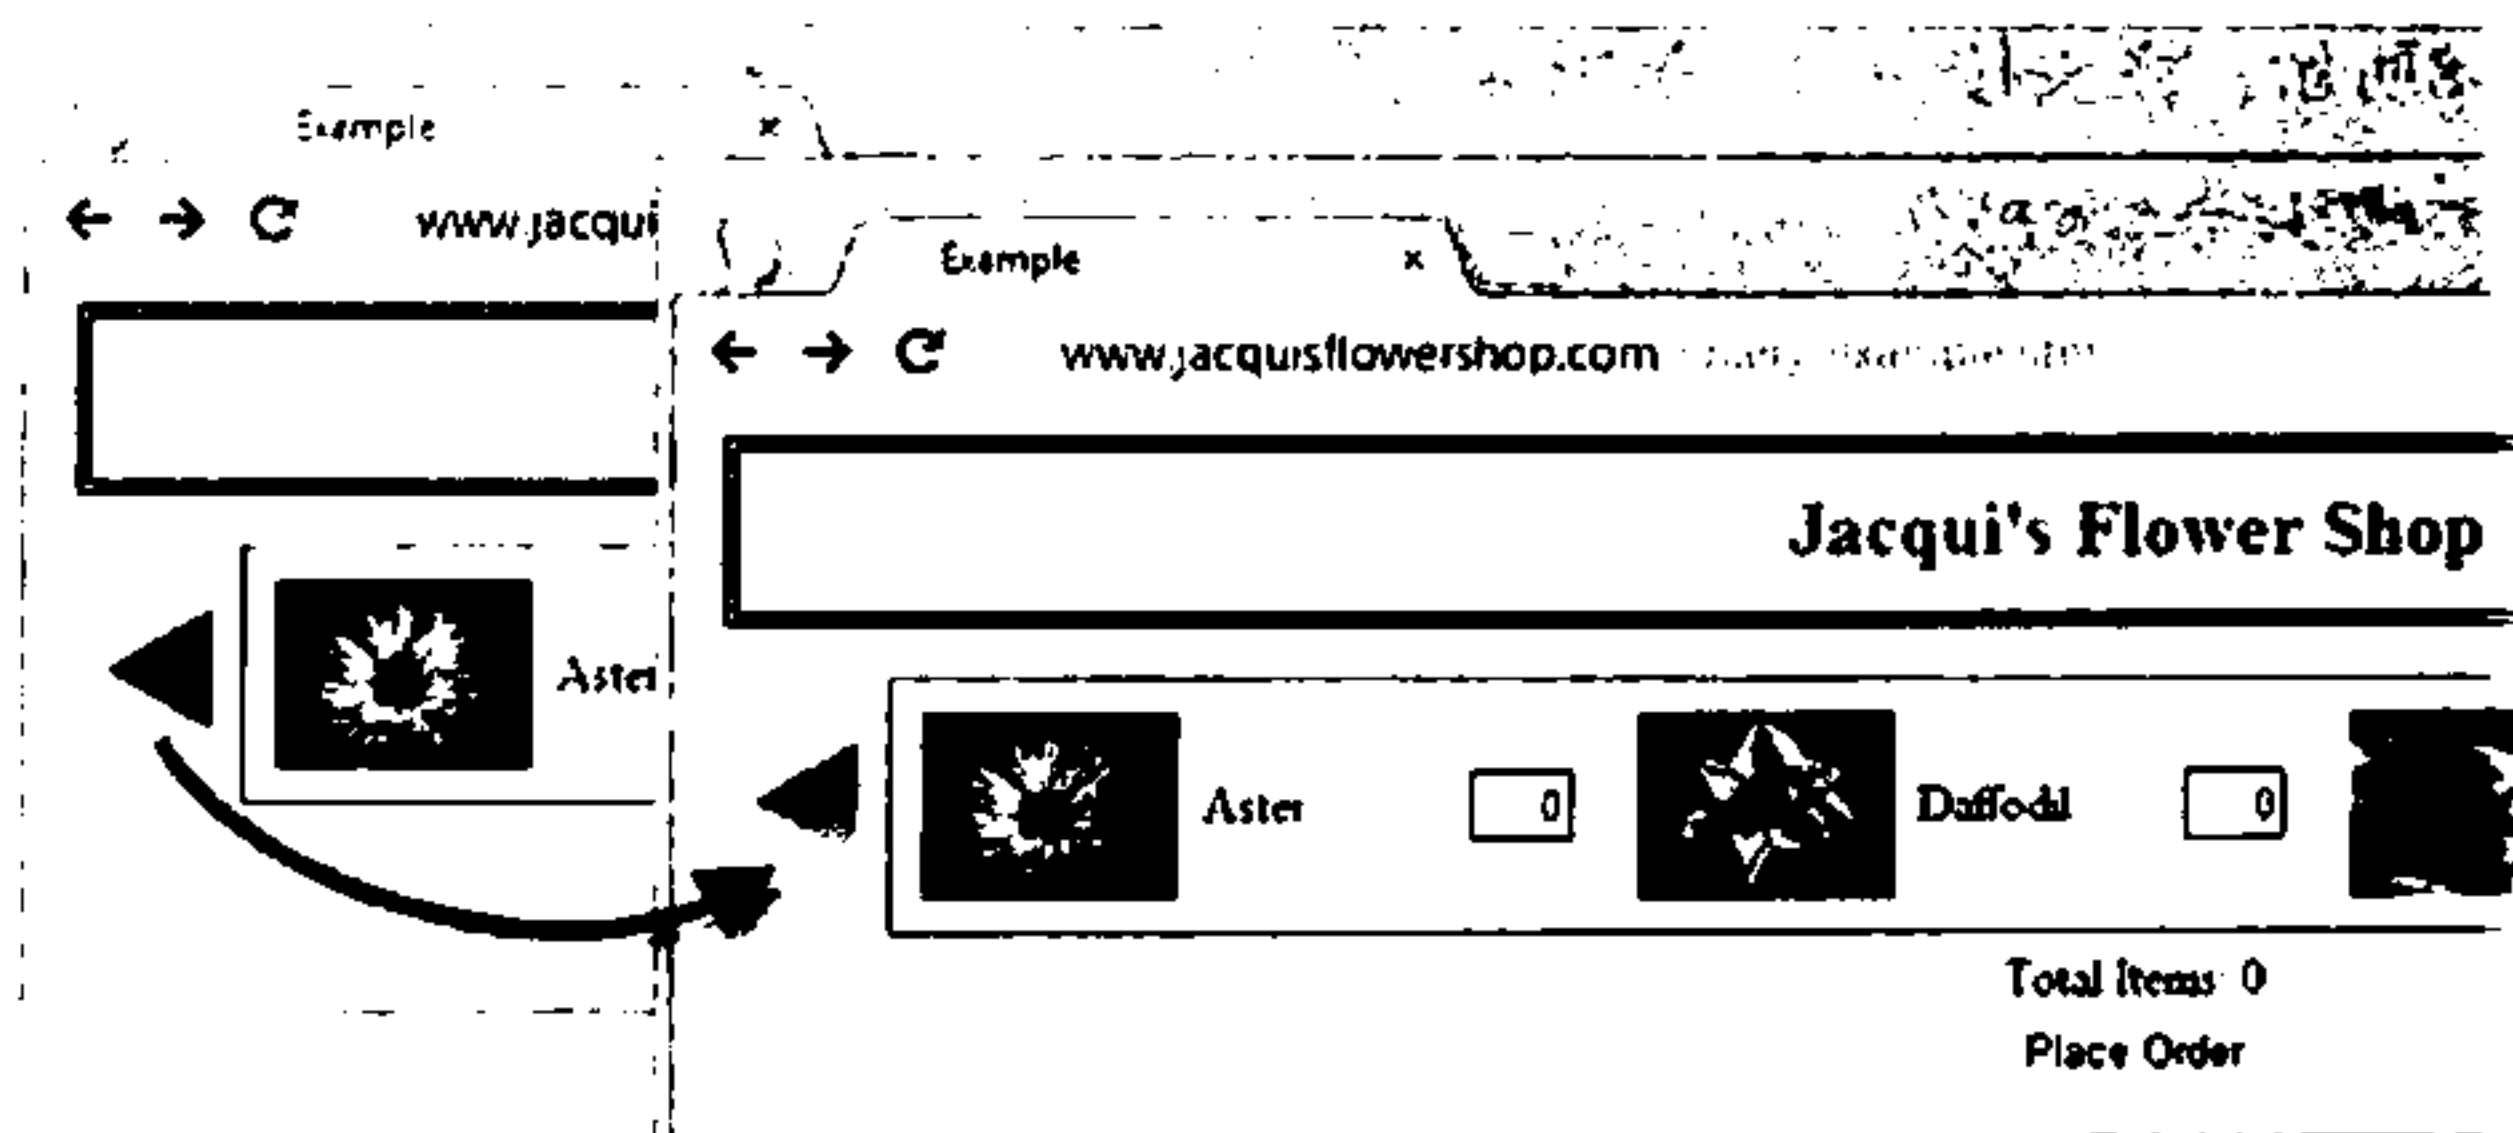 Example x
www.jacqui
Example x
www.jacquisflowershop.com
Jacqui's Flower Shop
Aster
Aster 0 Daffodil 0
Total Items 0
Place Order